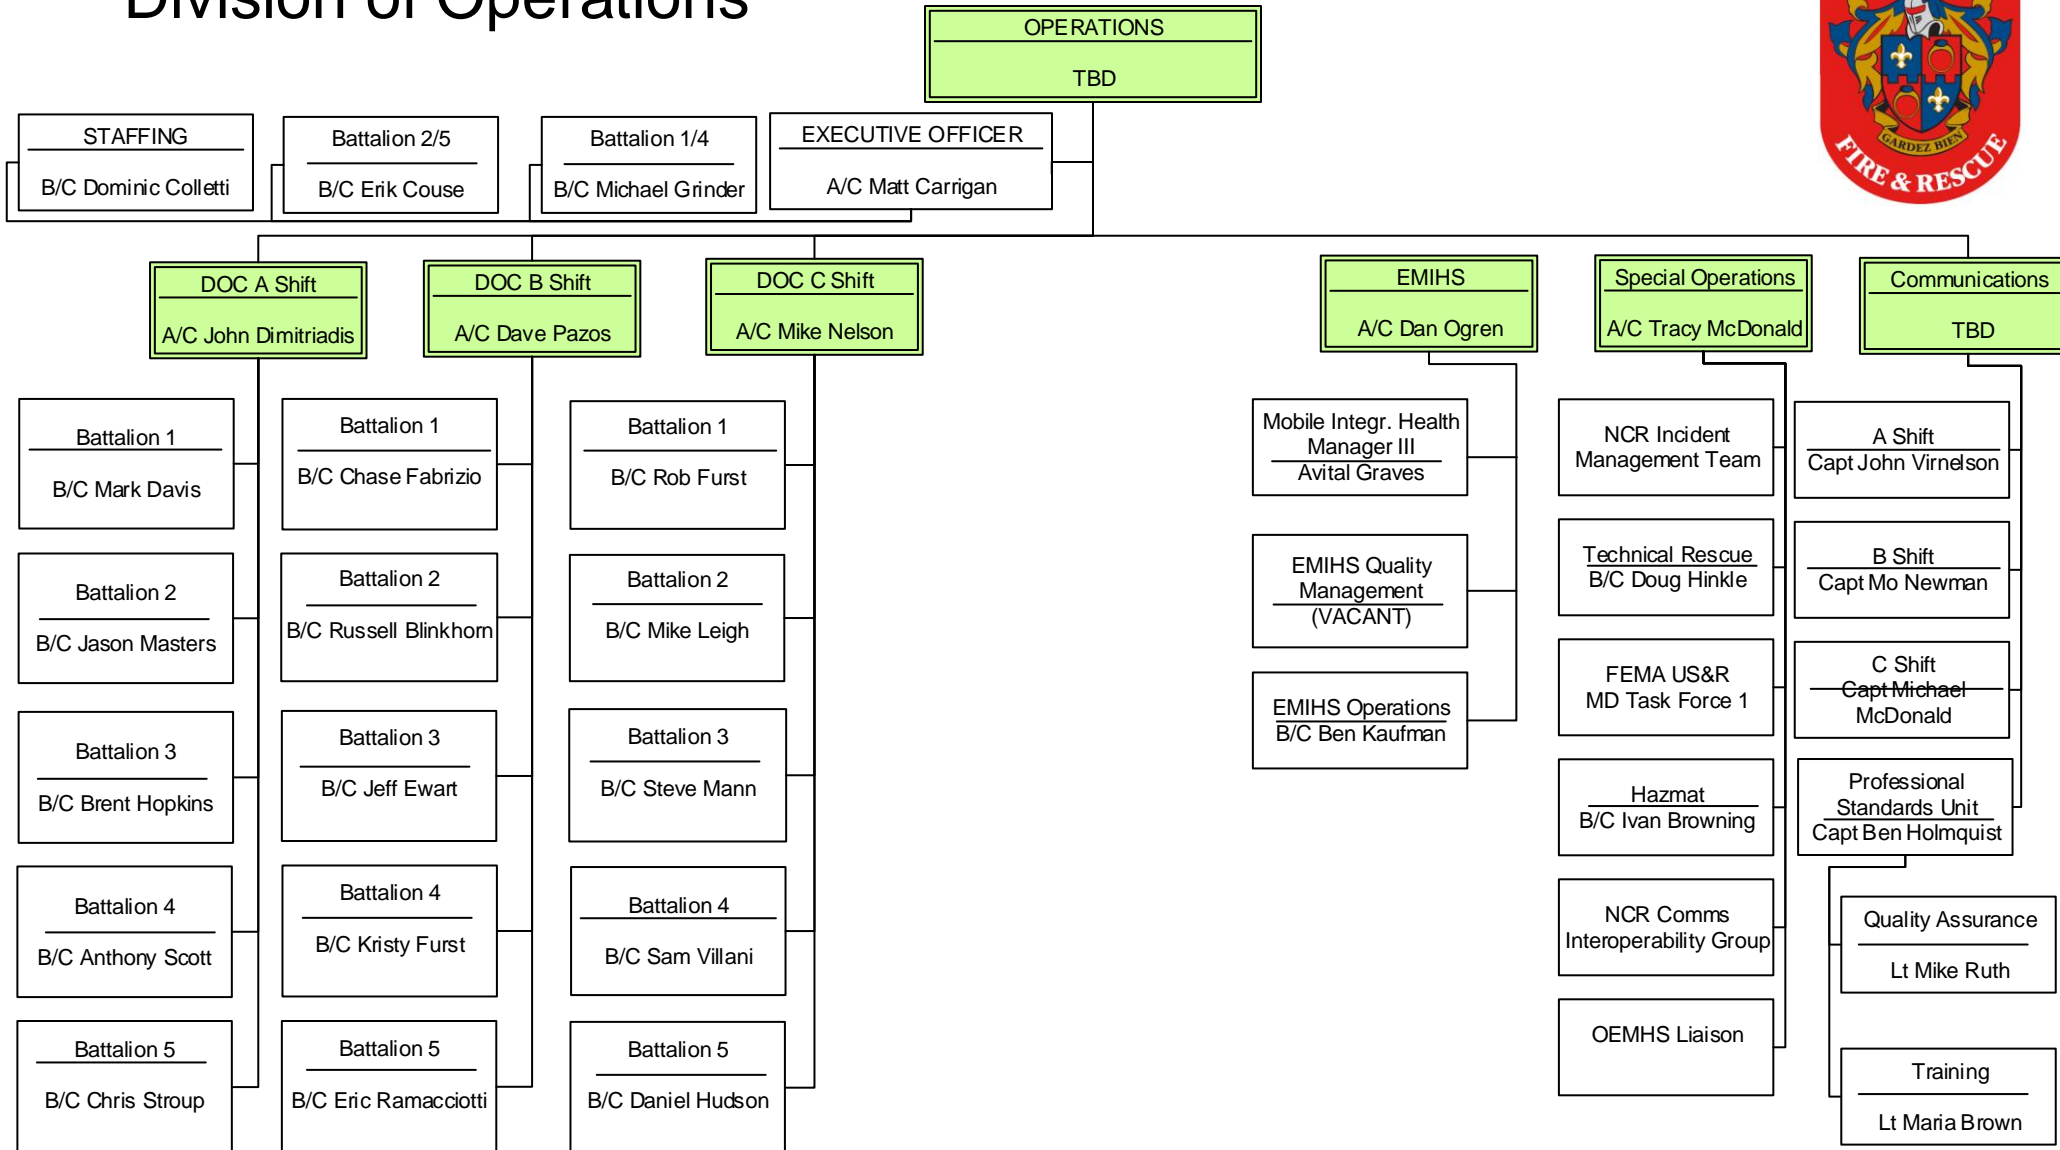 Division of Operations
OPERATIONS
TBD
GARDEZ BIEN
FIRE & RESCUE
STAFFING
B/C Dominic Colletti
Battalion 2/5
B/C Erik Couse
Battalion 1/4
B/C Michael Grinder
EXECUTIVE OFFICER
A/C Matt Carrigan
DOC A Shift
A/C John Dimitriadis
DOC B Shift
A/C Dave Pazos
DOC C Shift
A/C Mike Nelson
EMIHS
A/C Dan Ogren
Special Operations
A/C Tracy McDonald
Communications
TBD
Battalion 1
B/C Mark Davis
Battalion 2
B/C Jason Masters
Battalion 3
B/C Brent Hopkins
Battalion 4
B/C Anthony Scott
Battalion 5
B/C Chris Stroup
Battalion 1
B/C Chase Fabrizio
Battalion 2
B/C Russell Blinkhorn
Battalion 3
B/C Jeff Ewart
Battalion 4
B/C Kristy Furst
Battalion 5
B/C Eric Ramacciotti
Battalion 1
B/C Rob Furst
Battalion 2
B/C Mike Leigh
Battalion 3
B/C Steve Mann
Battalion 4
B/C Sam Villani
Battalion 5
B/C Daniel Hudson
Mobile Integr. Health
Manager III
Avital Graves
EMIHS Quality
Management
(VACANT)
EMIHS Operations
B/C Ben Kaufman
NCR Incident
Management Team
Technical Rescue
B/C Doug Hinkle
FEMA US&R
MD Task Force 1
Hazmat
B/C Ivan Browning
NCR Comms
Interoperability Group
OEMHS Liaison
A Shift
Capt John Virnelson
B Shift
Capt Mo Newman
C Shift
Capt Michael
McDonald
Professional
Standards Unit
Capt Ben Holmquist
Quality Assurance
Lt Mike Ruth
Training
Lt Maria Brown